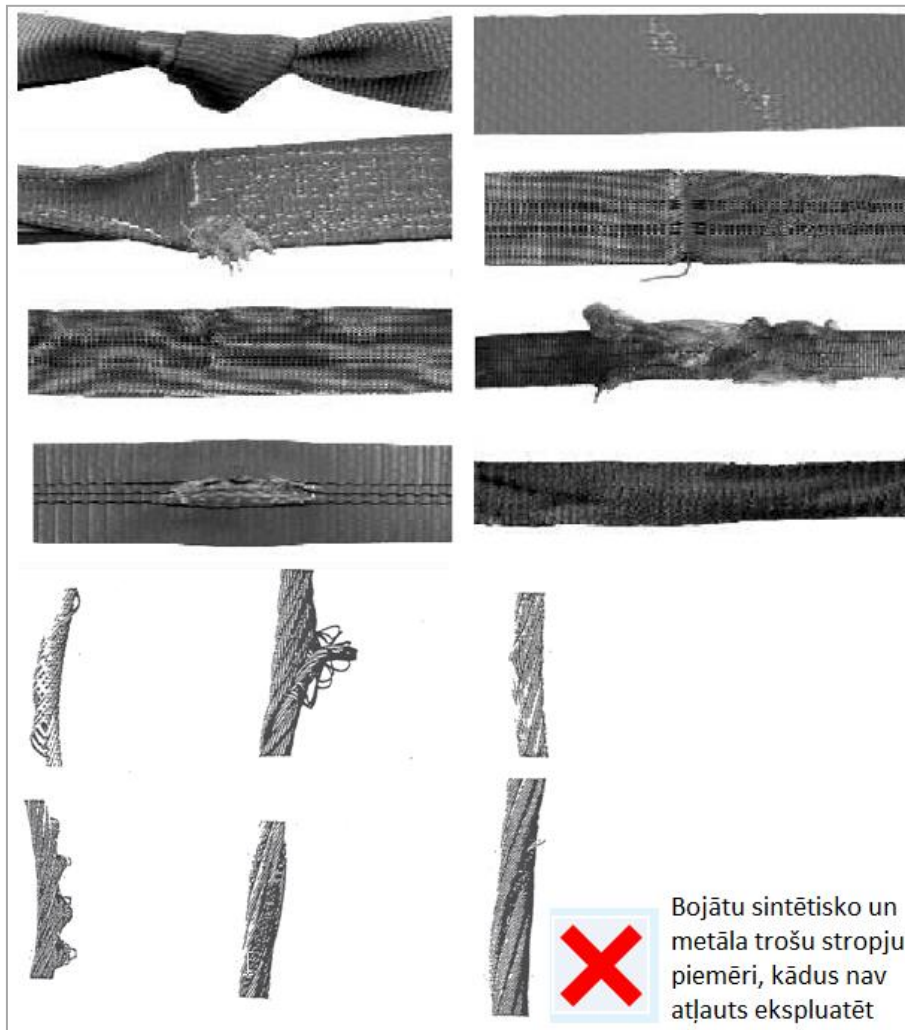 Bojātu sintētisko un
metāla trošu stropju
piemēri, kādus nav
atļauts ekspluatēt